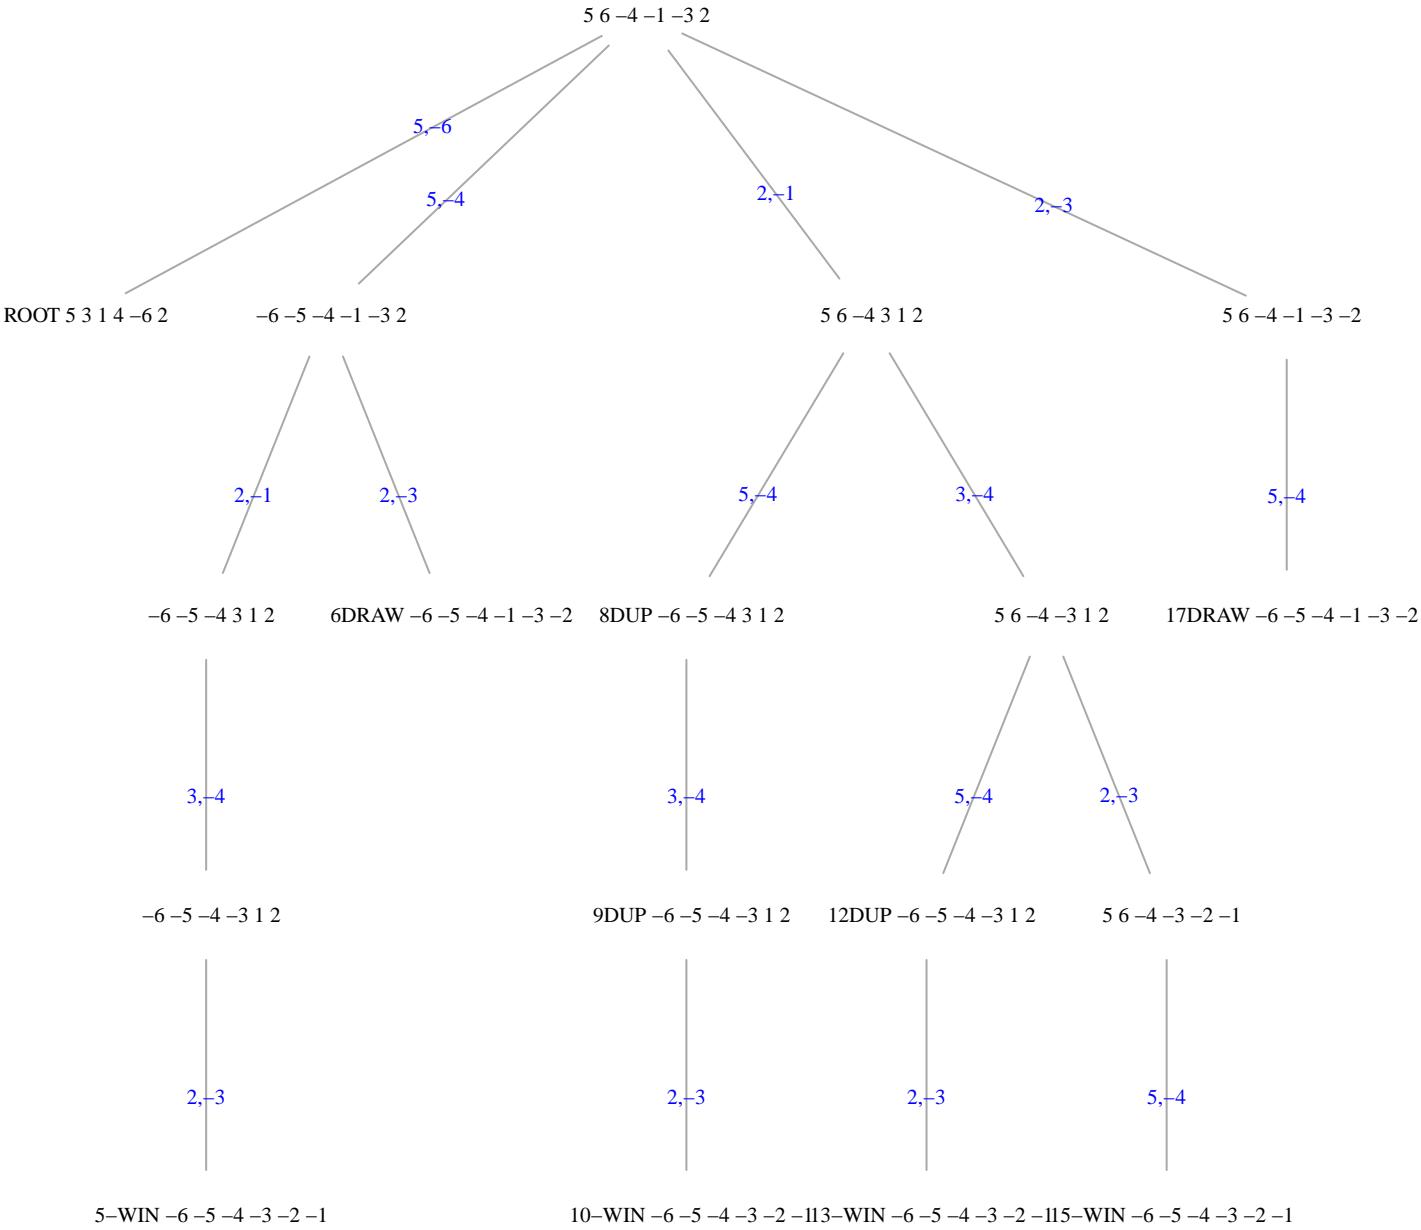 5 6 –4 –1 –3 2
5,–6
5,–4
2,–1
2,–3
ROOT 5 3 1 4 –6 2
–6 –5 –4 –1 –3 2
5 6 –4 3 1 2
5 6 –4 –1 –3 –2
2,–1
2,–3
5,–4
3,–4
5,–4
–6 –5 –4 3 1 2
6DRAW –6 –5 –4 –1 –3 –2
8DUP –6 –5 –4 3 1 2
5 6 –4 –3 1 2
17DRAW –6 –5 –4 –1 –3 –2
3,–4
3,–4
5,–4
2,–3
–6 –5 –4 –3 1 2
9DUP –6 –5 –4 –3 1 2
12DUP –6 –5 –4 –3 1 2
5 6 –4 –3 –2 –1
2,–3
2,–3
2,–3
5,–4
5–WIN –6 –5 –4 –3 –2 –1
10–WIN –6 –5 –4 –3 –2 –1
13–WIN –6 –5 –4 –3 –2 –1
15–WIN –6 –5 –4 –3 –2 –1